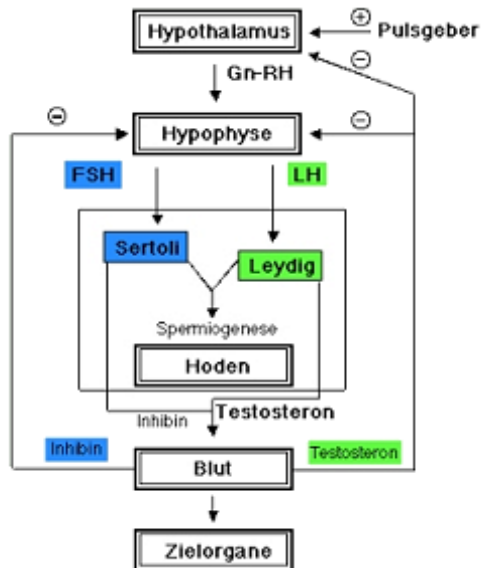 Hypothalamus
+
Pulsgeber
−
Gn-RH
−
Hypophyse
−
FSH
LH
Sertoli
Leydig
Spermiogenese
Hoden
Inhibin
Testosteron
Inhibin
Blut
Testosteron
Zielorgane